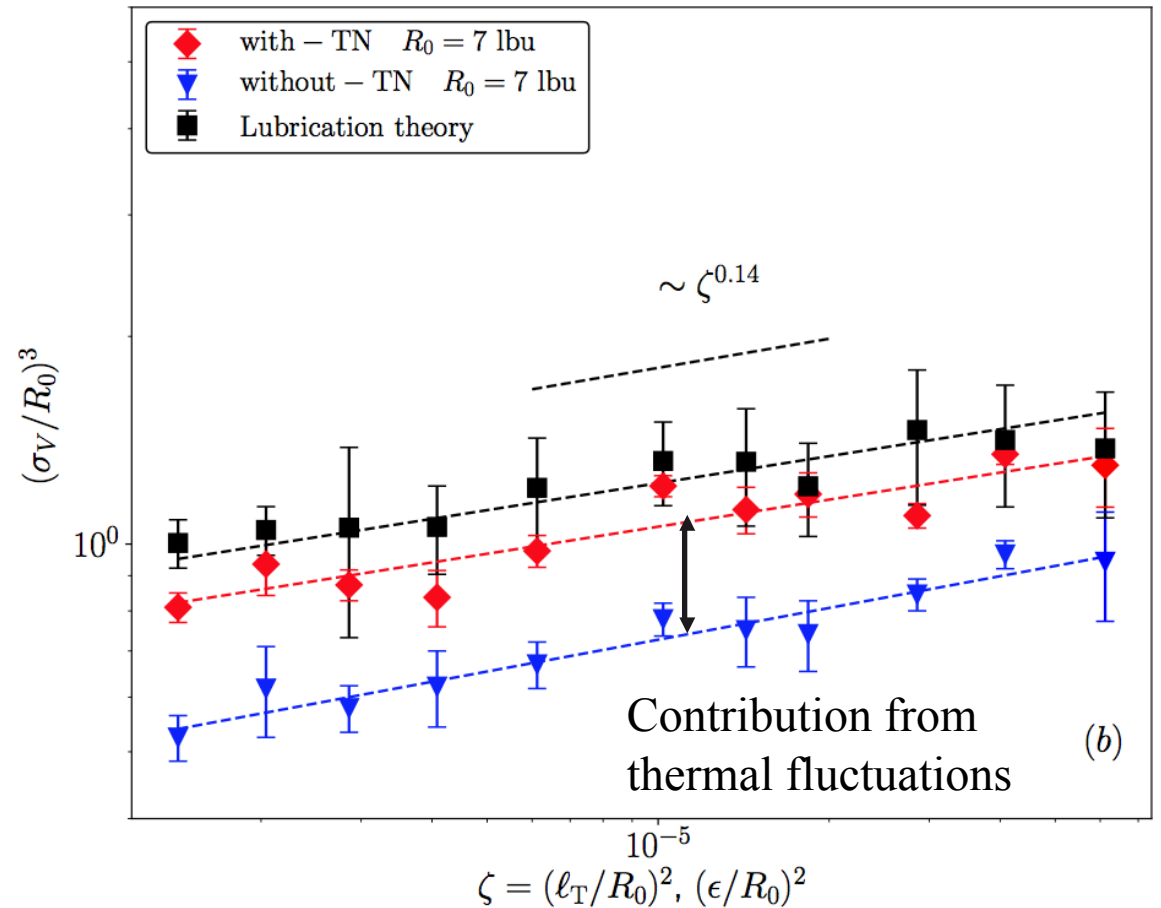 with − TN R₀ = 7 lbu
without − TN R₀ = 7 lbu
Lubrication theory
∼ ζ^0.14
(σ_V/R₀)³
10⁰
Contribution from
thermal fluctuations
(b)
10⁻⁵
ζ = (ℓ_T/R₀)², (ϵ/R₀)²